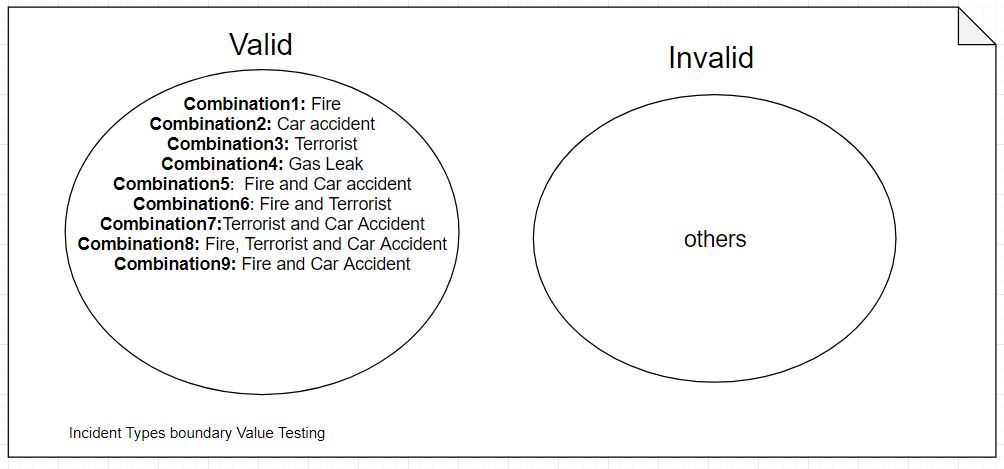 Valid
Invalid
Combination1: Fire
Combination2: Car accident
Combination3: Terrorist
Combination4: Gas Leak
Combination5:  Fire and Car accident
Combination6: Fire and Terrorist
Combination7:Terrorist and Car Accident
Combination8: Fire, Terrorist and Car Accident
Combination9: Fire and Car Accident
others
Incident Types boundary Value Testing